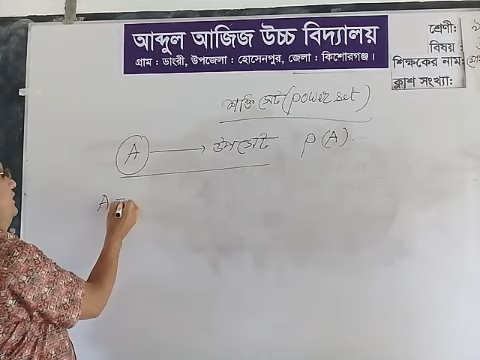 আব্দুল আজিজ উচ্চ বিদ্যালয়
গ্রাম : ডাংরী, উপজেলা : হোসেনপুর, জেলা : কিশোরগঞ্জ।
শ্রেণী:
বিষয় :
শিক্ষকের নাম:
ক্লাশ সংখ্যা:
শক্তি সেট (power set)
A → উপসেট P(A)
A =